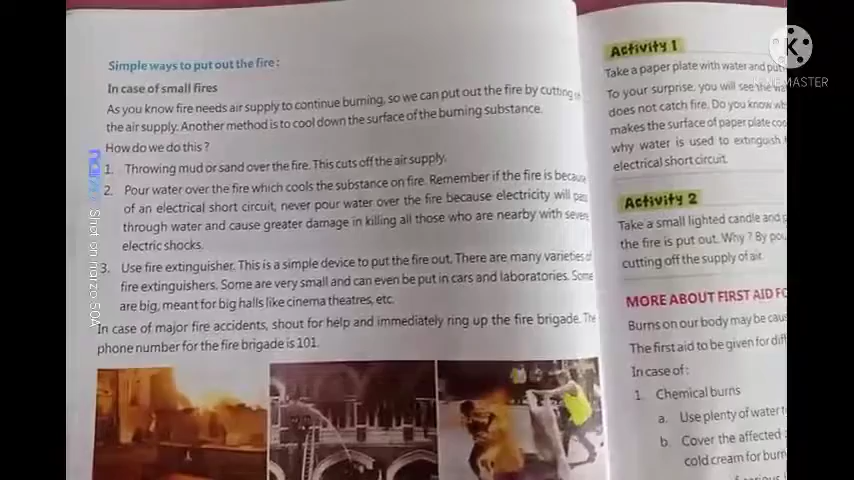 Simple ways to put out the fire:
In case of small fires
As you know fire needs air supply to continue burning, so we can put out the fire by cutting
the air supply. Another method is to cool down the surface of the burning substance.
How do we do this?
1. Throwing mud or sand over the fire. This cuts off the air supply.
2. Pour water over the fire which cools the substance on fire. Remember if the fire is because
of an electrical short circuit, never pour water over the fire because electricity will pass
through water and cause greater damage in killing all those who are nearby with severe
electric shocks.
3. Use fire extinguisher. This is a simple device to put the fire out. There are many varieties of
fire extinguishers. Some are very small and can even be put in cars and laboratories. Some
are big, meant for big halls like cinema theatres, etc.
In case of major fire accidents, shout for help and immediately ring up the fire brigade. The
phone number for the fire brigade is 101.
Activity 1
Take a paper plate with water and put
To your surprise, you will see the wa
does not catch fire. Do you know wh
makes the surface of paper plate coo
why water is used to extinguish
electrical short circuit.
Activity 2
Take a small lighted candle and
the fire is put out. Why? By pou
cutting off the supply of air.
MORE ABOUT FIRST AID FO
Burns on our body may be cau
The first aid to be given for diff
In case of:
1. Chemical burns
a. Use plenty of water
b. Cover the affected
cold cream for burn
K
KINEMASTER
narzo
Shot on narzo 50A